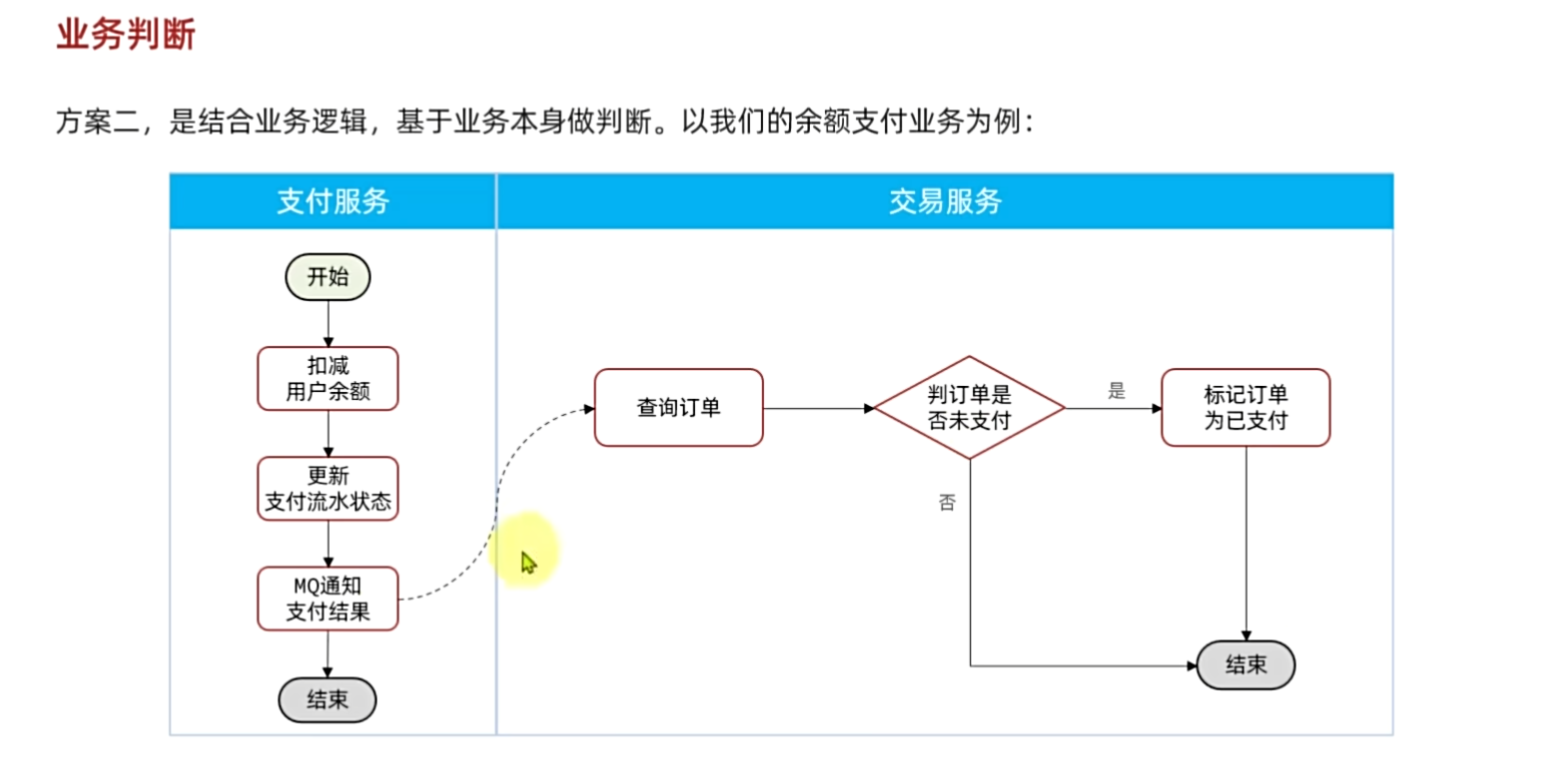 业务判断
方案二，是结合业务逻辑，基于业务本身做判断。以我们的余额支付业务为例：
支付服务
交易服务
开始
扣减
用户余额
更新
支付流水状态
MQ通知
支付结果
结束
查询订单
判订单是
否未支付
是
否
标记订单
为已支付
结束